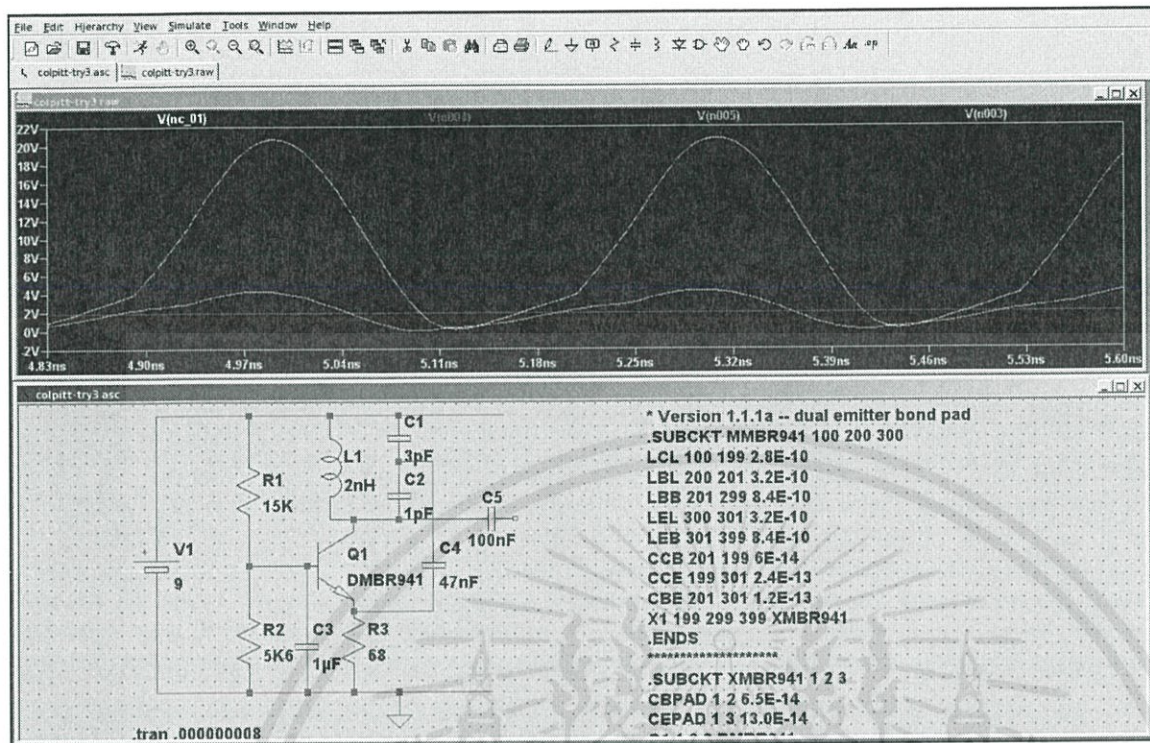 File Edit Hierarchy View Simulate Tools Window Help
colpitt-try3.asc colpitt-try3.raw
colpitt-try3.raw
V(nc_01) V(n004) V(n005) V(n003)
22V
20V
18V
16V
14V
12V
10V
8V
6V
4V
2V
0V
-2V
4.83ns 4.90ns 4.97ns 5.04ns 5.11ns 5.18ns 5.25ns 5.32ns 5.39ns 5.46ns 5.53ns 5.60ns
colpitt-try3.asc
C1
3pF
L1
2nH
C2
1pF
R1
15K
C5
100nF
V1
9
Q1
DMBR941
C4
47nF
R2
5K6
C3
1µF
R3
68
.tran .000000008
* Version 1.1.1a -- dual emitter bond pad
.SUBCKT MMBR941 100 200 300
LCL 100 199 2.8E-10
LBL 200 201 3.2E-10
LBB 201 299 8.4E-10
LEL 300 301 3.2E-10
LEB 301 399 8.4E-10
CCB 201 199 6E-14
CCE 199 301 2.4E-13
CBE 201 301 1.2E-13
X1 199 299 399 XMBR941
.ENDS
********************
.SUBCKT XMBR941 1 2 3
CBPAD 1 2 6.5E-14
CEPAD 1 3 13.0E-14